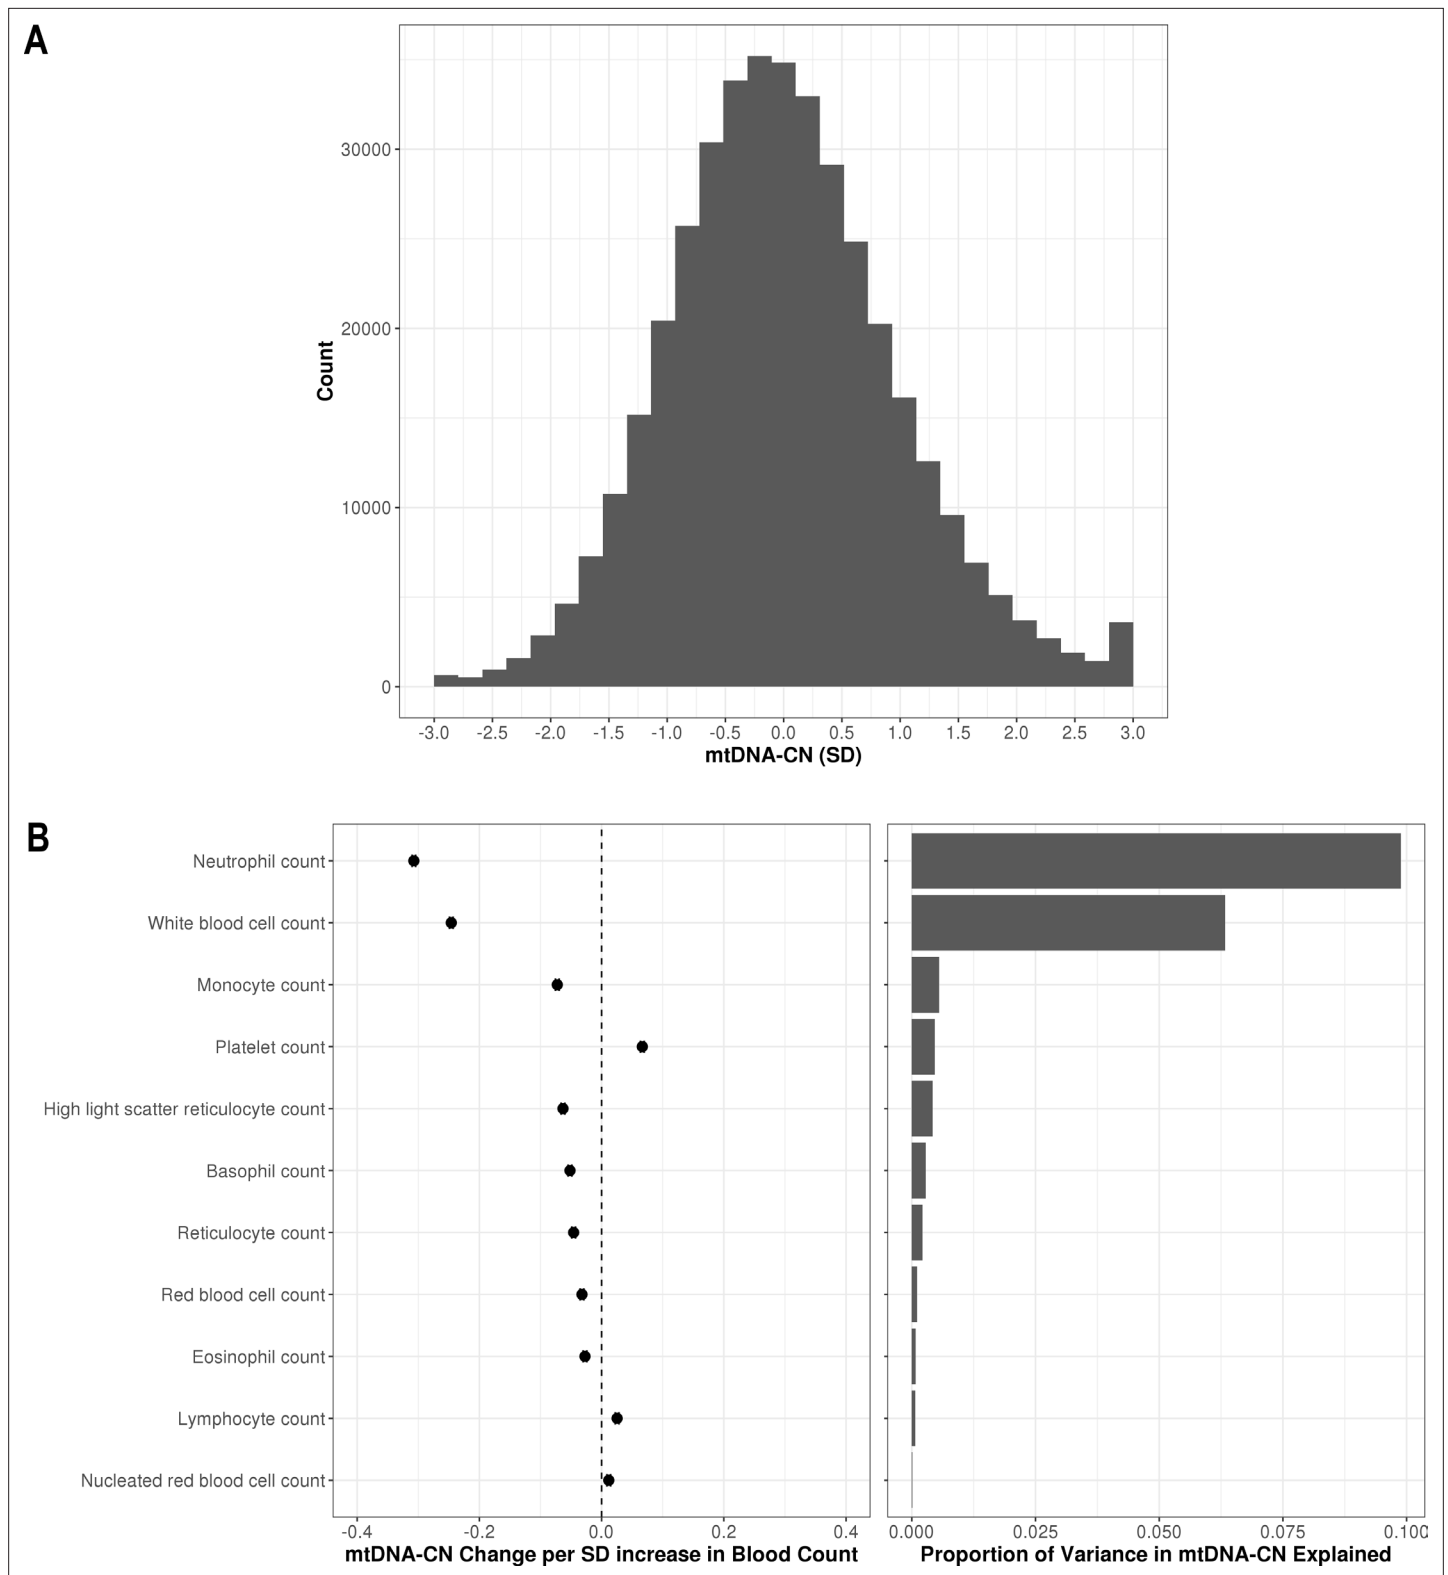 A
30000
20000
10000
0
Count
-3.0 -2.5 -2.0 -1.5 -1.0 -0.5 0.0 0.5 1.0 1.5 2.0 2.5 3.0
mtDNA-CN (SD)
B
Neutrophil count
White blood cell count
Monocyte count
Platelet count
High light scatter reticulocyte count
Basophil count
Reticulocyte count
Red blood cell count
Eosinophil count
Lymphocyte count
Nucleated red blood cell count
-0.4 -0.2 0.0 0.2 0.4
mtDNA-CN Change per SD increase in Blood Count
0.000 0.025 0.050 0.075 0.100
Proportion of Variance in mtDNA-CN Explained